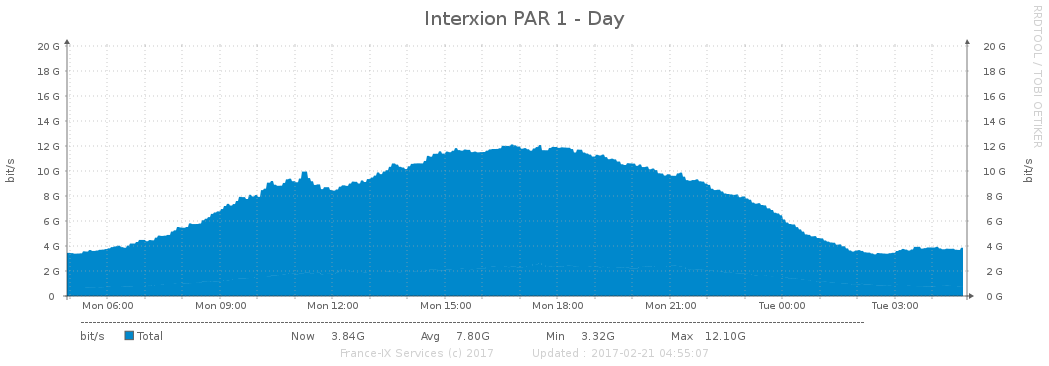 Interxion PAR 1 - Day
RRDTOOL / TOBI OETIKER
bit/s
20 G 20 G
18 G 18 G
16 G 16 G
14 G 14 G
12 G 12 G
10 G 10 G
8 G 8 G
6 G 6 G
4 G 4 G
2 G 2 G
0 0 G
bit/s
Mon 06:00 Mon 09:00 Mon 12:00 Mon 15:00 Mon 18:00 Mon 21:00 Tue 00:00 Tue 03:00
bit/s Total Now 3.84G Avg 7.80G Min 3.32G Max 12.10G
France-IX Services (c) 2017 Updated : 2017-02-21 04:55:07